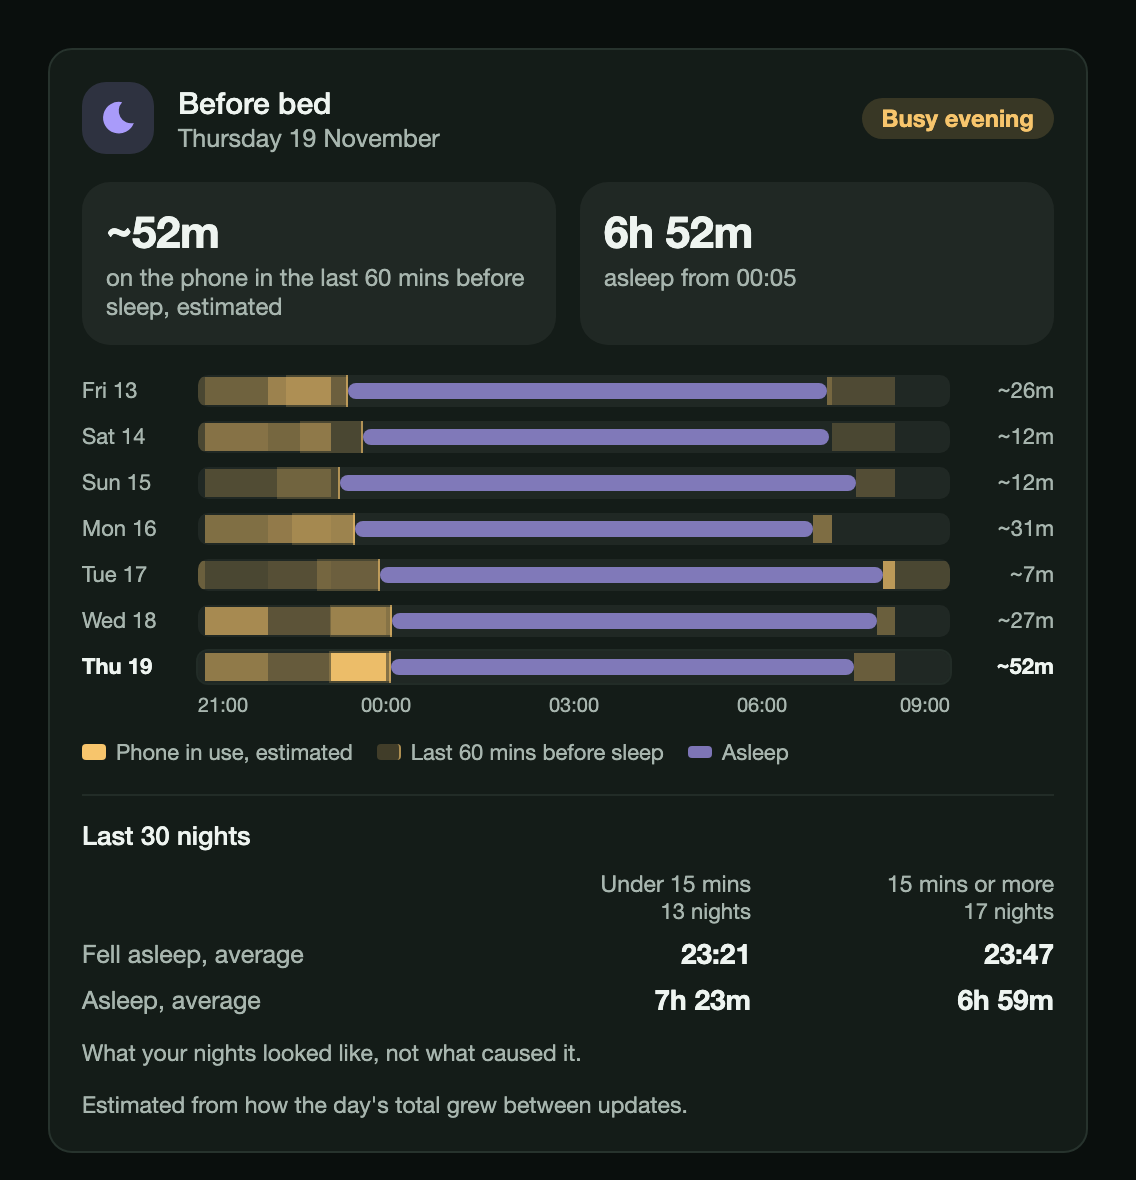 Before bed
Thursday 19 November
Busy evening
~52m
on the phone in the last 60 mins before
sleep, estimated
6h 52m
asleep from 00:05
Fri 13 ~26m
Sat 14 ~12m
Sun 15 ~12m
Mon 16 ~31m
Tue 17 ~7m
Wed 18 ~27m
Thu 19 ~52m
21:00 00:00 03:00 06:00 09:00
Phone in use, estimated Last 60 mins before sleep Asleep
Last 30 nights
Under 15 mins 15 mins or more
13 nights 17 nights
Fell asleep, average 23:21 23:47
Asleep, average 7h 23m 6h 59m
What your nights looked like, not what caused it.
Estimated from how the day's total grew between updates.